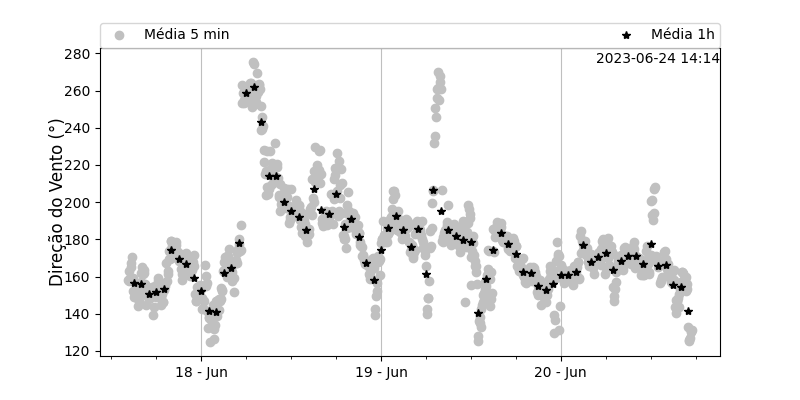 Média 5 min
Média 1h
2023-06-24 14:14
Direção do Vento (°)
280
260
240
220
200
180
160
140
120
18 - Jun
19 - Jun
20 - Jun